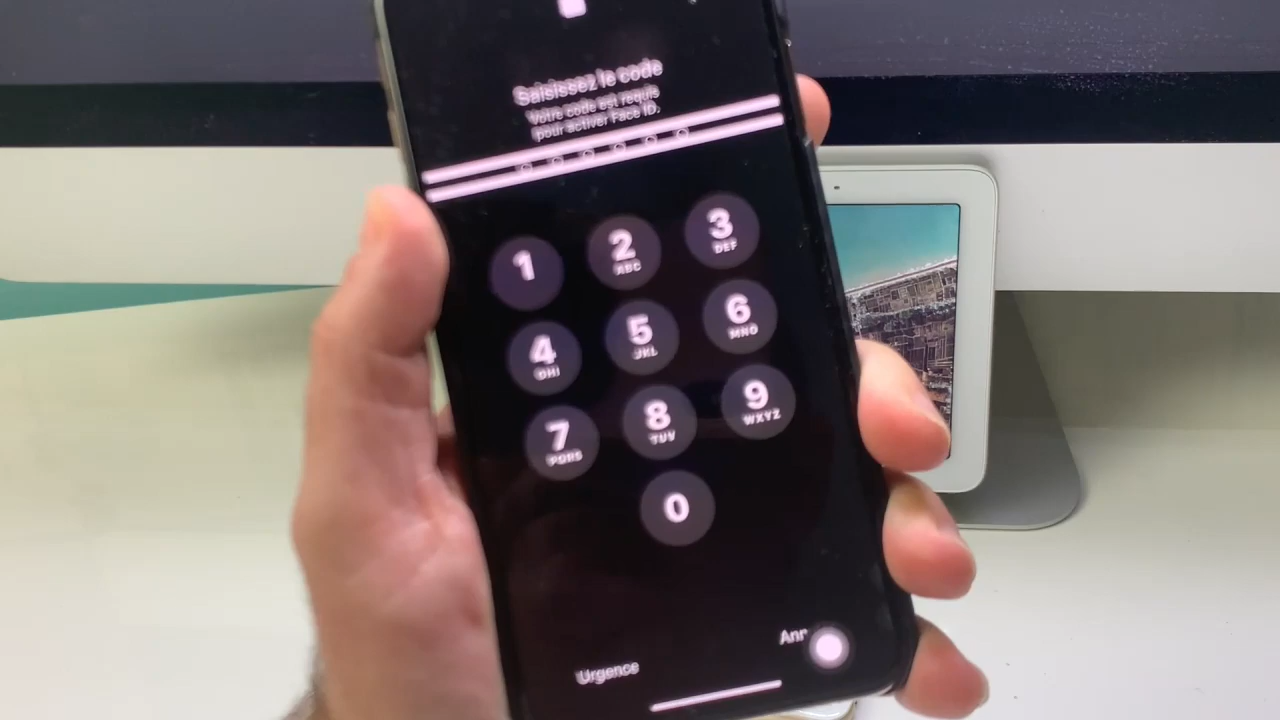 Saisissez le code
Votre code est requis
pour activer Face ID.
1
2
ABC
3
DEF
4
GHI
5
JKL
6
MNO
7
PQRS
8
TUV
9
WXYZ
0
Urgence
Ann